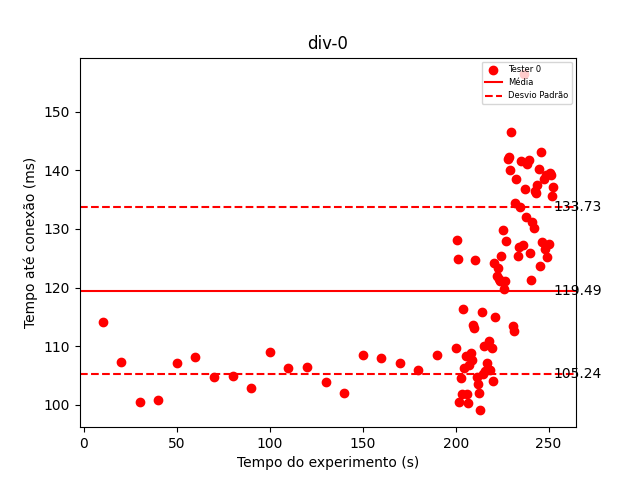 div-0
Tester 0
Média
Desvio Padrão
150
140
130
120
110
100
133.73
119.49
105.24
Tempo até conexão (ms)
0
50
100
150
200
250
Tempo do experimento (s)